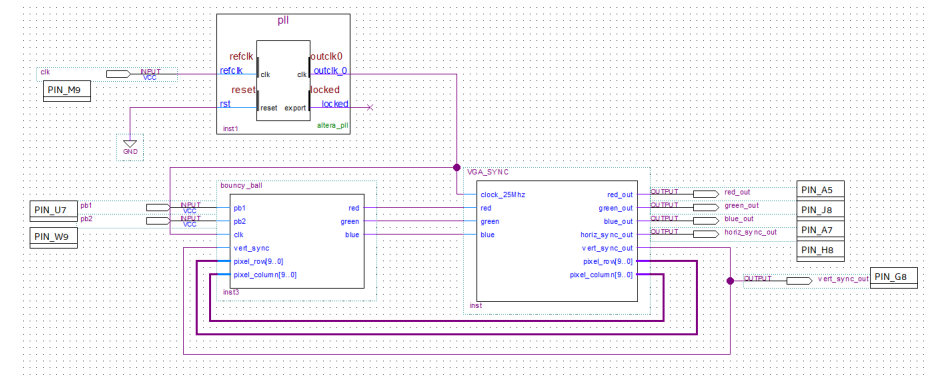 pll
refclk outclk0
refclk clk clk outclk_0
reset locked
rst reset export locked
inst1 altera_pll
clk INPUT VCC
PIN_M9
GND
VGA_SYNC
bouncy_ball
clock_25Mhz red_out OUTPUT red_out PIN_A5
PIN_U7 pb1 INPUT VCC pb1 red red green_out OUTPUT green_out PIN_J8
pb2 INPUT VCC pb2 green green blue_out OUTPUT blue_out PIN_A7
PIN_W9 clk blue blue horiz_sync_out OUTPUT horiz_sync_out PIN_H8
vert_sync vert_sync_out
pixel_row[9..0] pixel_row[9..0]
pixel_column[9..0] pixel_column[9..0]
OUTPUT vert_sync_out PIN_G8
inst3 inst